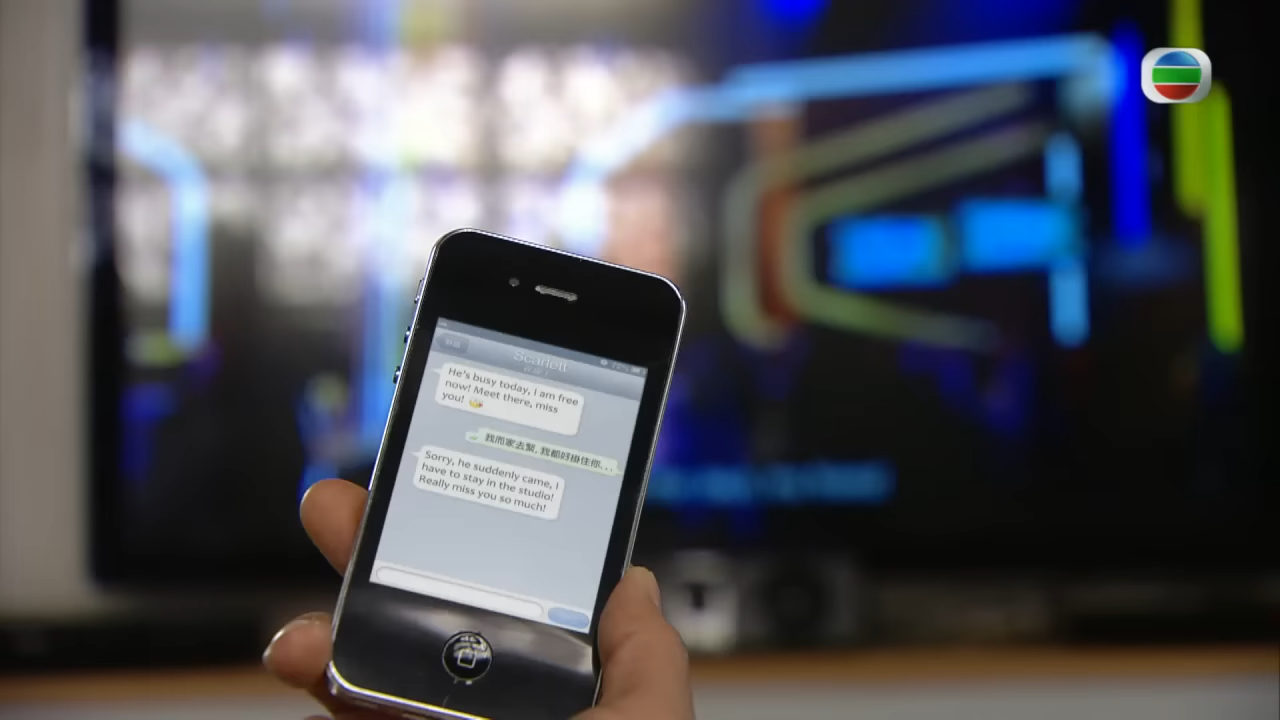 Scarlett
He's busy today, i am free
now! Meet there, miss
you!
我而家去緊, 我都好掛住你...
Sorry, he suddenly came, I
have to stay in the studio!
Really miss you so much!